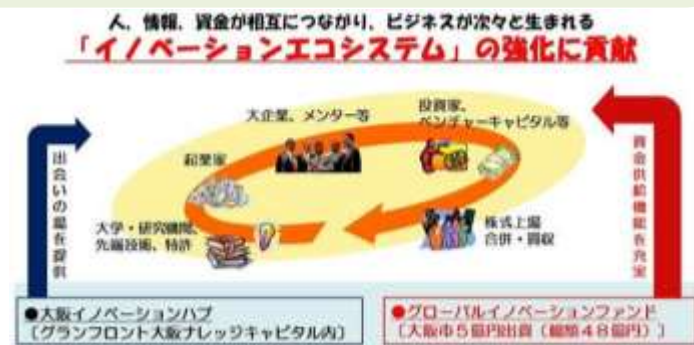 人、情報、資金が相互につながり、ビジネスが次々と生まれる
「イノベーションエコシステム」の強化に貢献
大企業、メンター等
投資家、
ベンチャーキャピタル等
起業家
大学・研究機関、
先端技術、特許
株式上場
合併・買収
出会いの場を提供
資金供給機能を充実
●大阪イノベーションハブ
（グランフロント大阪ナレッジキャピタル内）
●グローバルイノベーションファンド
（大阪市５億円出資（総額４８億円））